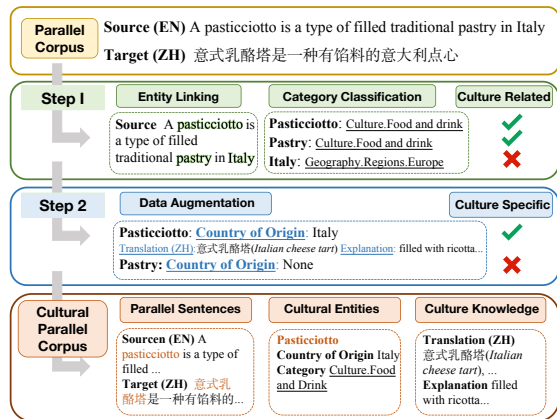 Parallel
Corpus
Source (EN) A pasticciotto is a type of filled traditional pastry in Italy
Target (ZH) 意式乳酪塔是一种有馅料的意大利点心
Step I
Entity Linking
Category Classification
Culture Related
Source A pasticciotto is
a type of filled
traditional pastry in Italy
Pasticciotto: Culture.Food and drink
Pastry: Culture.Food and drink
Italy: Geography.Regions.Europe
Step 2
Data Augmentation
Culture Specific
Pasticciotto: Country of Origin: Italy
Translation (ZH):意式乳酪塔(Italian cheese tart) Explanation: filled with ricotta...
Pastry: Country of Origin: None
Cultural
Parallel
Corpus
Parallel Sentences
Cultural Entities
Culture Knowledge
Sourcen (EN) A
pasticciotto is a type of
filled ...
Target (ZH) 意式乳
酪塔是一种有馅料的...
Pasticciotto
Country of Origin Italy
Category Culture.Food
and Drink
Translation (ZH)
意式乳酪塔(Italian
cheese tart), ...
Explanation filled
with ricotta...